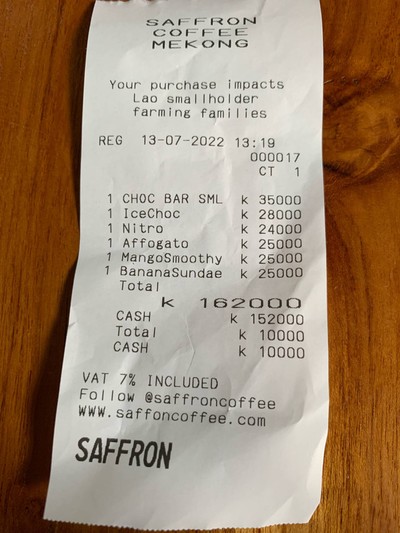 SAFFRON
COFFEE
MEKONG
Your purchase impacts
Lao smallholder
farming families
REG 13-07-2022 13:19
000017
CT 1
1 CHOC BAR SML K 35000
1 IceChoc K 28000
1 Nitro K 24000
1 Affogato K 25000
1 MangoSmoothy K 25000
1 BananaSundae K 25000
Total
K 162000
CASH K 152000
Total K 10000
CASH K 10000
VAT 7% INCLUDED
Follow @saffroncoffee
www.saffoncoffee.com
SAFFRON